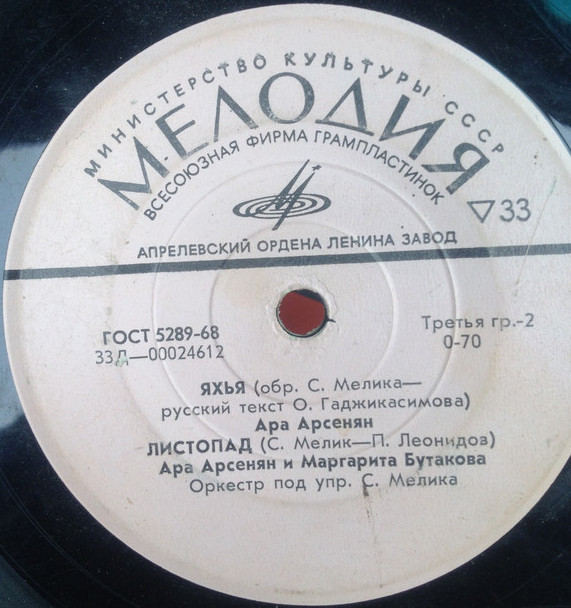 МИНИСТЕРСТВО КУЛЬТУРЫ СССР
МЕЛОДИЯ
ВСЕСОЮЗНАЯ ФИРМА ГРАМПЛАСТИНОК
▽33
АПРЕЛЕВСКИЙ ОРДЕНА ЛЕНИНА ЗАВОД
ГОСТ 5289-68
33Д—00024612
Третья гр.-2
0-70
ЯХЬЯ (обр. С. Мелика—
русский текст О. Гаджикасимова)
Ара Арсенян
ЛИСТОПАД (С. Мелик—П. Леонидов)
Ара Арсенян и Маргарита Бутакова
Оркестр под упр. С. Мелика